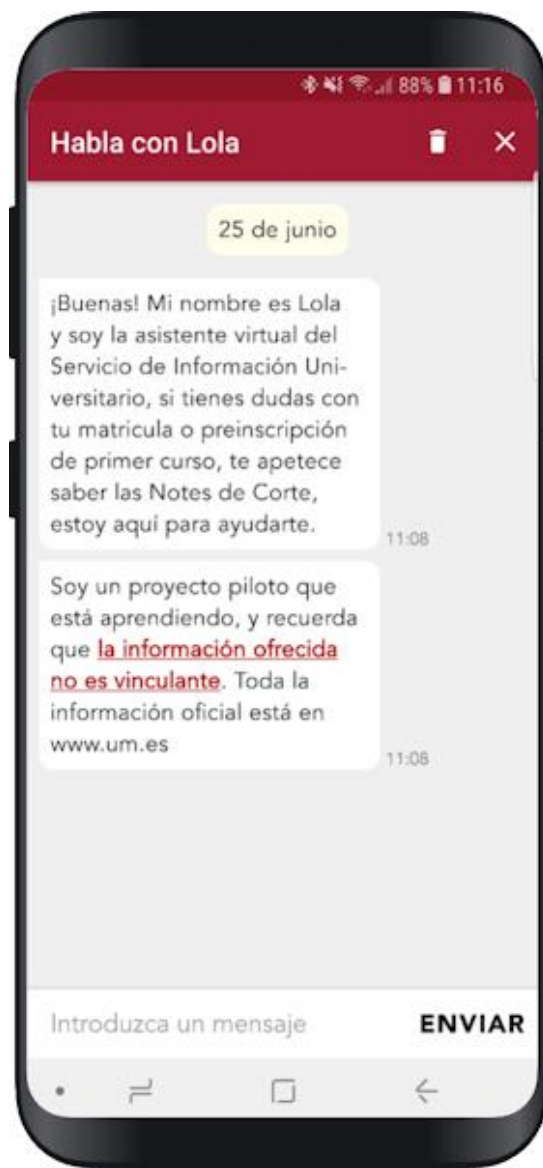 88% 11:16
Habla con Lola
25 de junio
¡Buenas! Mi nombre es Lola
y soy la asistente virtual del
Servicio de Información Uni-
versitario, si tienes dudas con
tu matricula o preinscripción
de primer curso, te apetece
saber las Notes de Corte,
estoy aquí para ayudarte.
11:08
Soy un proyecto piloto que
está aprendiendo, y recuerda
que la información ofrecida
no es vinculante. Toda la
información oficial está en
www.um.es
11:08
Introduzca un mensaje ENVIAR